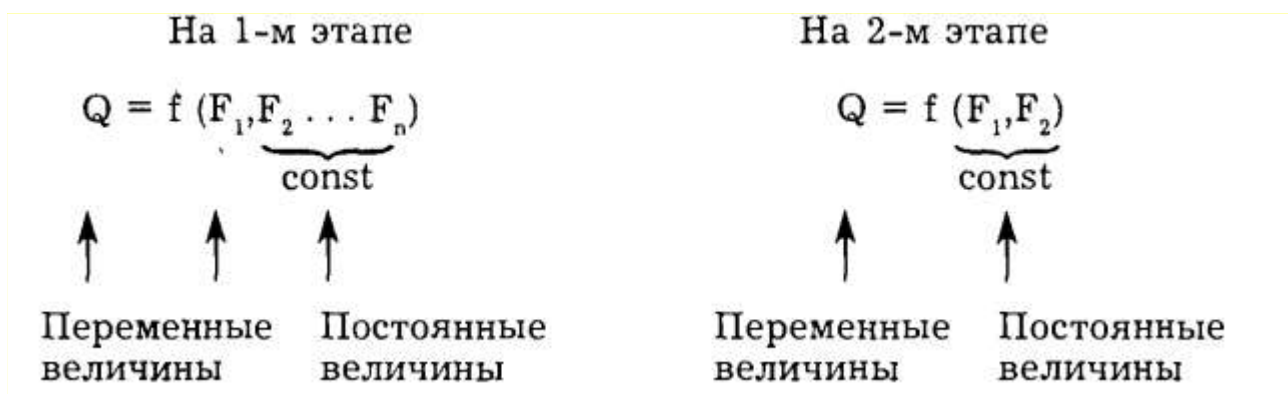 На 1-м этапе
Q = f (F₁,F₂ . . . Fₙ)
const
Переменные Постоянные
величины величины
На 2-м этапе
Q = f (F₁,F₂)
const
Переменные Постоянные
величины величины